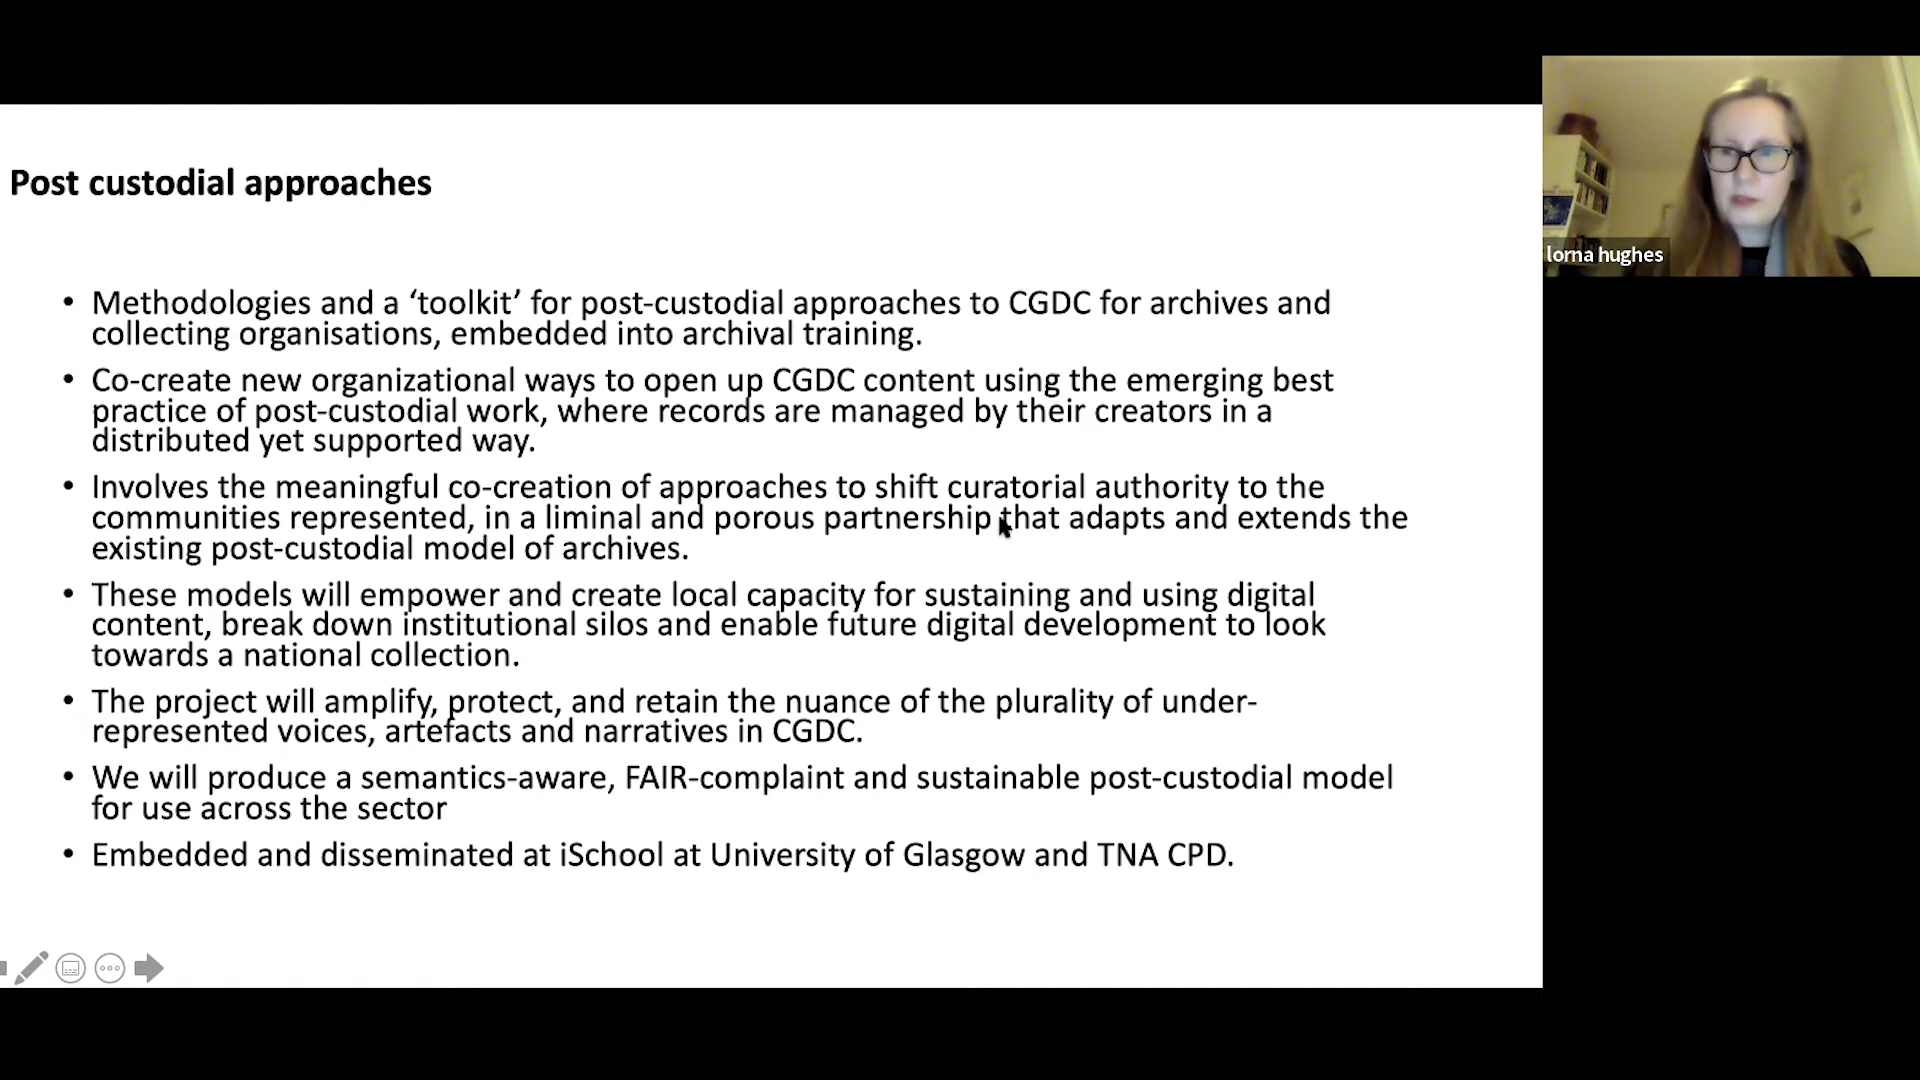 Post custodial approaches
• Methodologies and a ‘toolkit’ for post-custodial approaches to CGDC for archives and
collecting organisations, embedded into archival training.
• Co-create new organizational ways to open up CGDC content using the emerging best
practice of post-custodial work, where records are managed by their creators in a
distributed yet supported way.
• Involves the meaningful co-creation of approaches to shift curatorial authority to the
communities represented, in a liminal and porous partnership that adapts and extends the
existing post-custodial model of archives.
• These models will empower and create local capacity for sustaining and using digital
content, break down institutional silos and enable future digital development to look
towards a national collection.
• The project will amplify, protect, and retain the nuance of the plurality of under-
represented voices, artefacts and narratives in CGDC.
• We will produce a semantics-aware, FAIR-complaint and sustainable post-custodial model
for use across the sector
• Embedded and disseminated at iSchool at University of Glasgow and TNA CPD.
lorna hughes